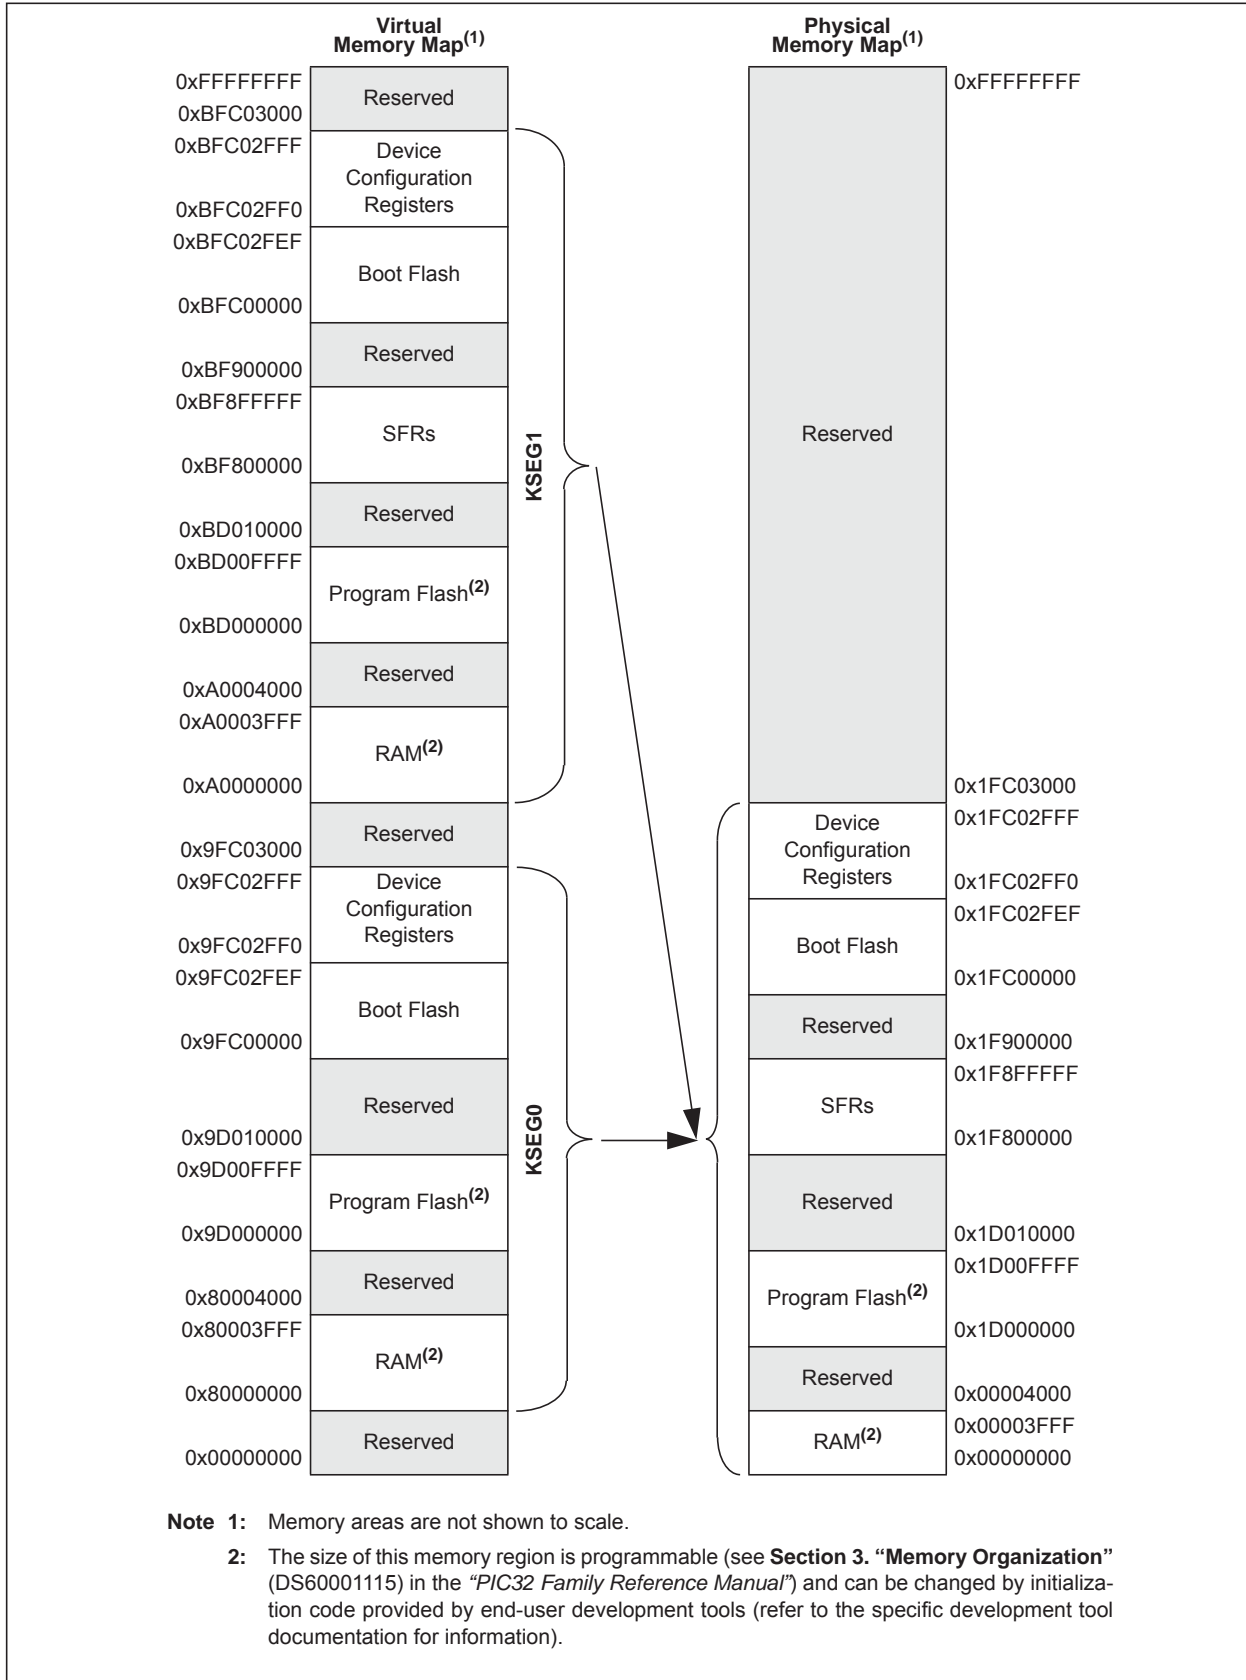 Virtual
Memory Map(1)
0xFFFFFFFF
Reserved
0xBFC03000
0xBFC02FFF
Device
Configuration
Registers
0xBFC02FF0
0xBFC02FEF
Boot Flash
0xBFC00000
Reserved
0xBF900000
0xBF8FFFFF
SFRs
0xBF800000
Reserved
0xBD010000
0xBD00FFFF
Program Flash(2)
0xBD000000
Reserved
0xA0004000
0xA0003FFF
RAM(2)
0xA0000000
KSEG1
Reserved
0x9FC03000
0x9FC02FFF
Device
Configuration
Registers
0x9FC02FF0
0x9FC02FEF
Boot Flash
0x9FC00000
Reserved
0x9D010000
0x9D00FFFF
Program Flash(2)
0x9D000000
Reserved
0x80004000
0x80003FFF
RAM(2)
0x80000000
KSEG0
Reserved
0x00000000
Physical
Memory Map(1)
0xFFFFFFFF
Reserved
0x1FC03000
0x1FC02FFF
Device
Configuration
Registers
0x1FC02FF0
0x1FC02FEF
Boot Flash
0x1FC00000
Reserved
0x1F900000
0x1F8FFFFF
SFRs
0x1F800000
Reserved
0x1D010000
0x1D00FFFF
Program Flash(2)
0x1D000000
Reserved
0x00004000
0x00003FFF
RAM(2)
0x00000000
Note 1: Memory areas are not shown to scale.
2: The size of this memory region is programmable (see Section 3. “Memory Organization”
(DS60001115) in the “PIC32 Family Reference Manual”) and can be changed by initializa-
tion code provided by end-user development tools (refer to the specific development tool
documentation for information).